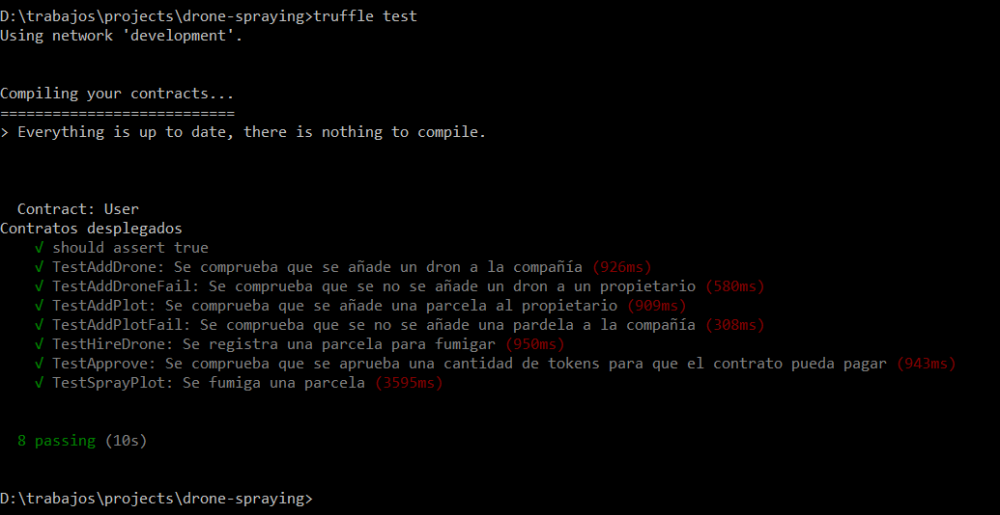 D:\trabajos\projects\drone-spraying>truffle test
Using network 'development'.
Compiling your contracts...
===========================
> Everything is up to date, there is nothing to compile.
Contract: User
Contratos desplegados
√ should assert true
√ TestAddDrone: Se comprueba que se añade un dron a la compañía (926ms)
√ TestAddDroneFail: Se comprueba que se no se añade un dron a un propietario (580ms)
√ TestAddPlot: Se comprueba que se añade una parcela al propietario (909ms)
√ TestAddPlotFail: Se comprueba que se no se añade una pardela a la compañía (308ms)
√ TestHireDrone: Se registra una parcela para fumigar (950ms)
√ TestApprove: Se comprueba que se aprueba una cantidad de tokens para que el contrato pueda pagar (943ms)
√ TestSprayPlot: Se fumiga una parcela (3595ms)
8 passing (10s)
D:\trabajos\projects\drone-spraying>